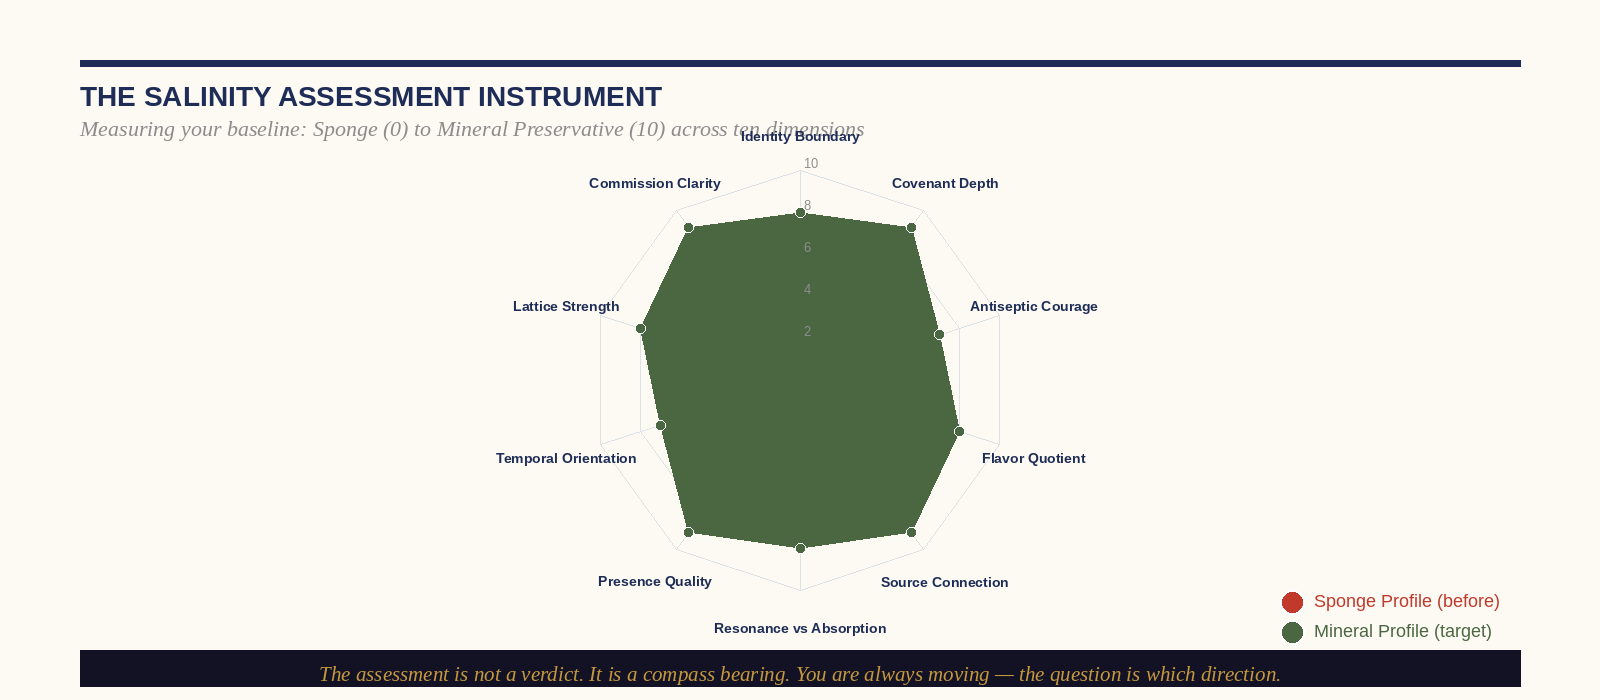 THE SALINITY ASSESSMENT INSTRUMENT
Measuring your baseline: Sponge (0) to Mineral Preservative (10) across ten dimensions
Identity Boundary
10
Commission Clarity
Covenant Depth
8
6
4
Lattice Strength
Antiseptic Courage
2
Temporal Orientation
Flavor Quotient
Presence Quality
Source Connection
Resonance vs Absorption
Sponge Profile (before)
Mineral Profile (target)
The assessment is not a verdict. It is a compass bearing. You are always moving — the question is which direction.